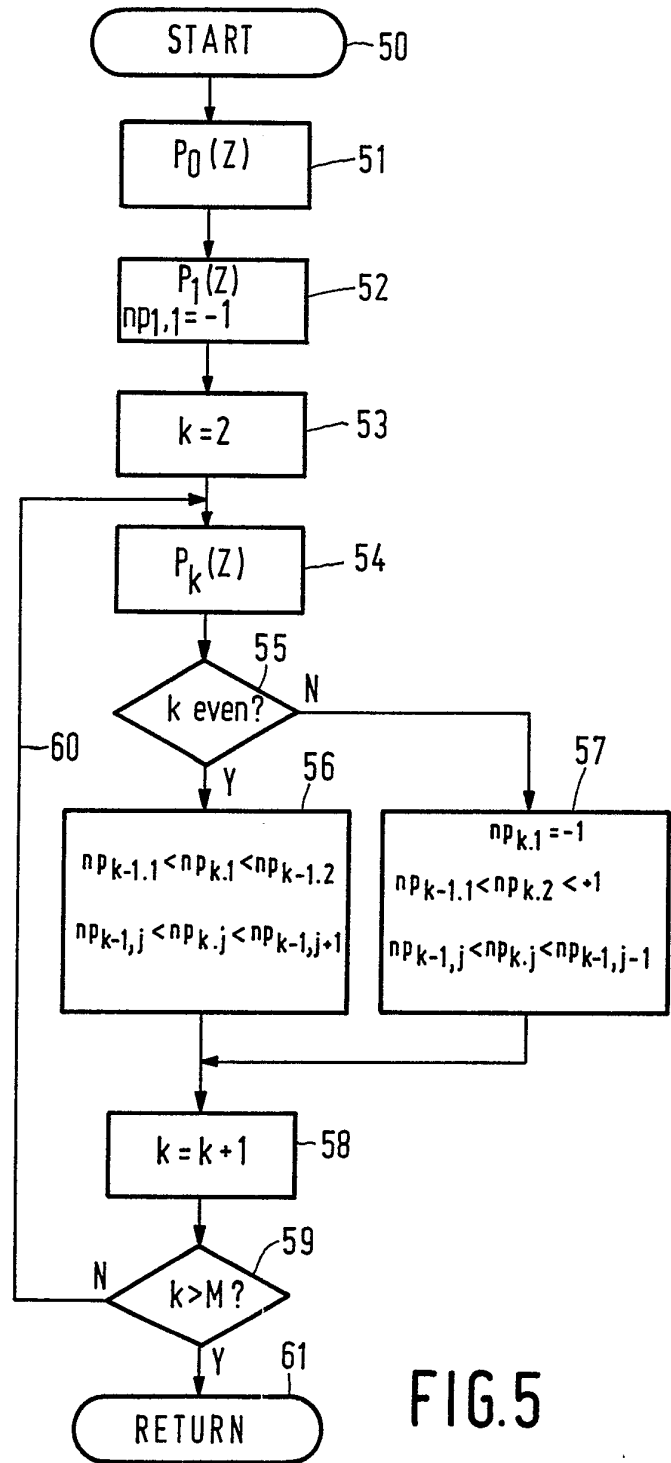 START
50
P0(Z)
51
P1(Z)
np1,1=-1
52
k=2
53
Pk(Z)
54
55
k even?
N
Y
60
56
npk-1.1<npk.1<npk-1.2
npk-1,j<npk.j<npk-1,j+1
57
npk.1=-1
npk-1.1<npk.2<+1
npk-1,j<npk.j<npk-1,j-1
k=k+1
58
59
N
k>M?
Y
61
RETURN
FIG.5